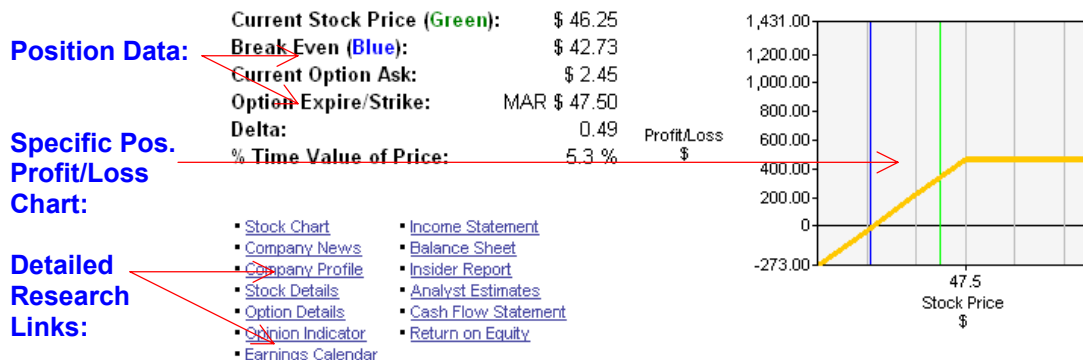 Position Data:
Specific Pos.
Profit/Loss
Chart:
Detailed
Research
Links:
Current Stock Price (Green): $ 46.25
Break Even (Blue): $ 42.73
Current Option Ask: $ 2.45
Option Expire/Strike: MAR $ 47.50
Delta: 0.49
% Time Value of Price: 5.3 %
▪ Stock Chart
▪ Company News
▪ Company Profile
▪ Stock Details
▪ Option Details
▪ Opinion Indicator
▪ Earnings Calendar
▪ Income Statement
▪ Balance Sheet
▪ Insider Report
▪ Analyst Estimates
▪ Cash Flow Statement
▪ Return on Equity
Profit/Loss
$
1,431.00
1,200.00
1,000.00
800.00
600.00
400.00
200.00
0
-273.00
47.5
Stock Price
$